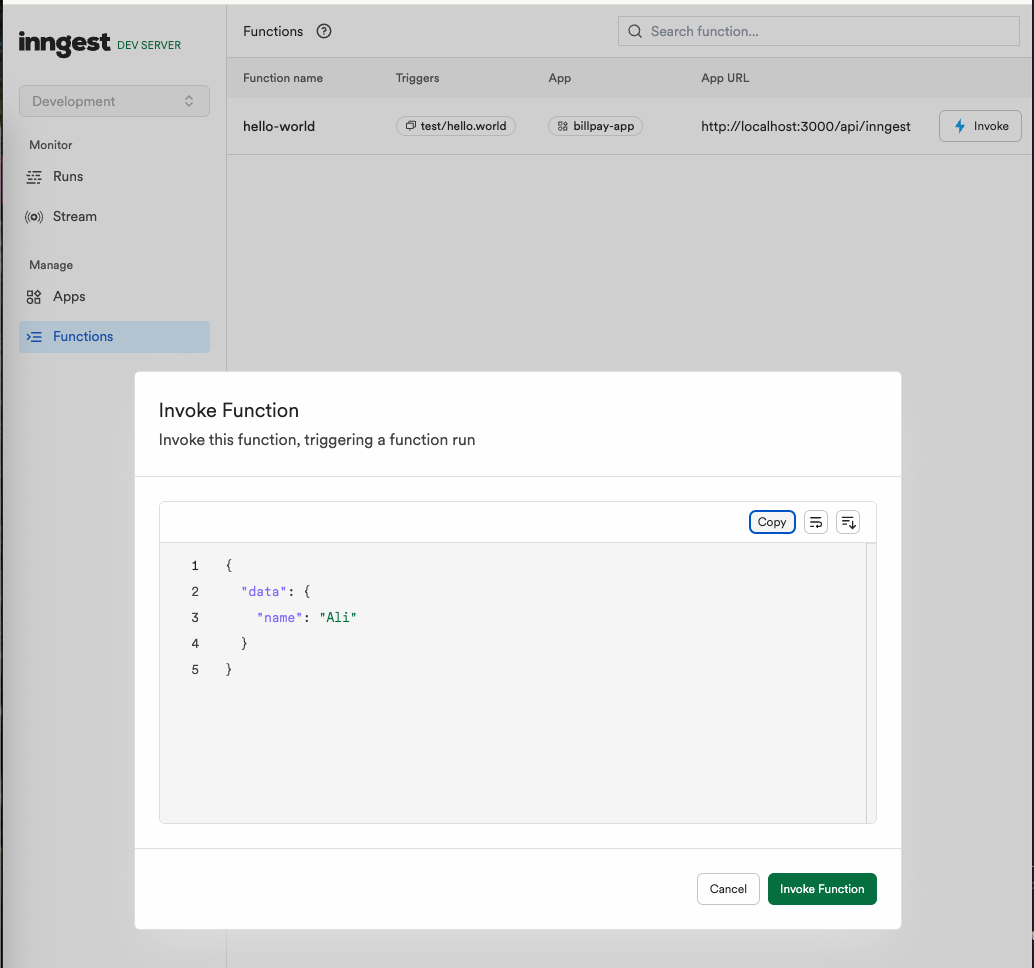 inngest DEV SERVER
Functions
Search function...
Development
Function name Triggers App App URL
hello-world test/hello.world billpay-app http://localhost:3000/api/inngest Invoke
Monitor
Runs
Stream
Manage
Apps
Functions
Invoke Function
Invoke this function, triggering a function run
Copy
1 {
2 "data": {
3 "name": "Ali"
4 }
5 }
Cancel Invoke Function